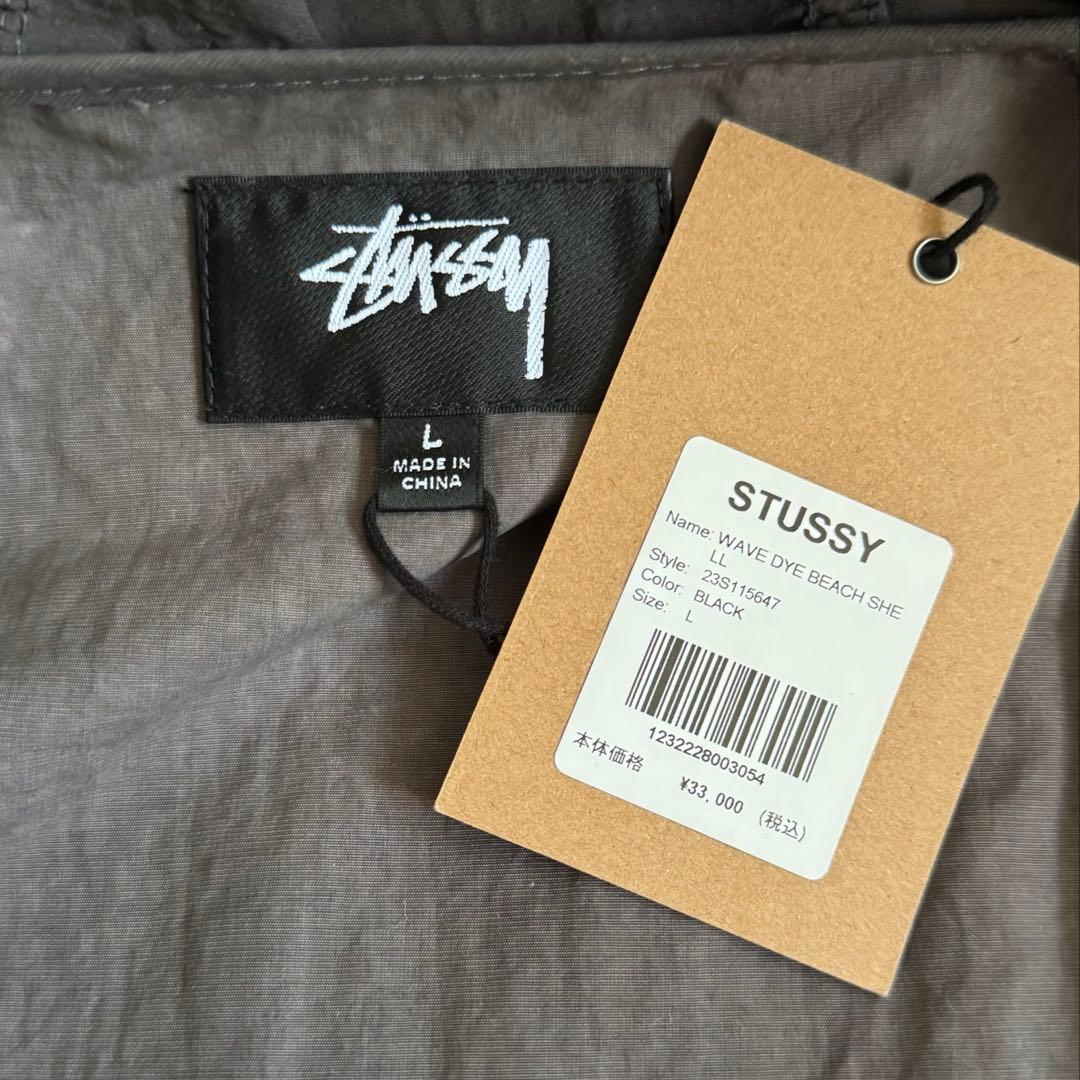 Stüssy
L
MADE IN
CHINA
STUSSY
Name: WAVE DYE BEACH SHE
LL
Style: 23S115647
Color: BLACK
Size: L
1232228003054
本体価格 ¥33,000 (税込)